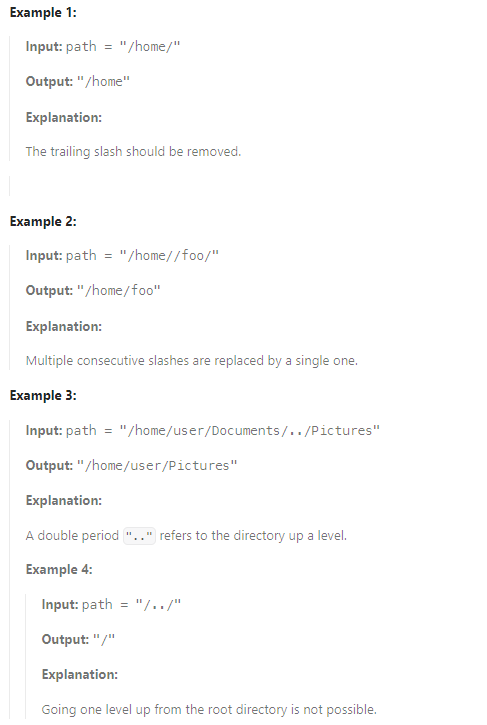 Example 1:
Input: path = "/home/"
Output: "/home"
Explanation:
The trailing slash should be removed.
Example 2:
Input: path = "/home//foo/"
Output: "/home/foo"
Explanation:
Multiple consecutive slashes are replaced by a single one.
Example 3:
Input: path = "/home/user/Documents/../Pictures"
Output: "/home/user/Pictures"
Explanation:
A double period ".." refers to the directory up a level.
Example 4:
Input: path = "/../"
Output: "/"
Explanation:
Going one level up from the root directory is not possible.